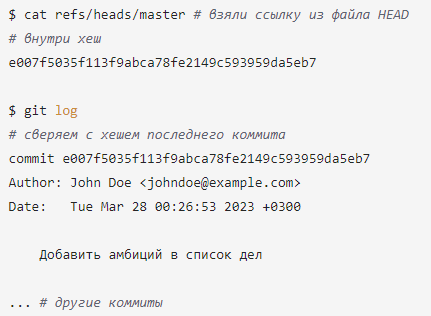 $ cat refs/heads/master # взяли ссылку из файла HEAD
# внутри хеш
e007f5035f113f9abca78fe2149c593959da5eb7
$ git log
# сверяем с хешем последнего коммита
commit e007f5035f113f9abca78fe2149c593959da5eb7
Author: John Doe <johndoe@example.com>
Date:   Tue Mar 28 00:26:53 2023 +0300
    Добавить амбиций в список дел
... # другие коммиты